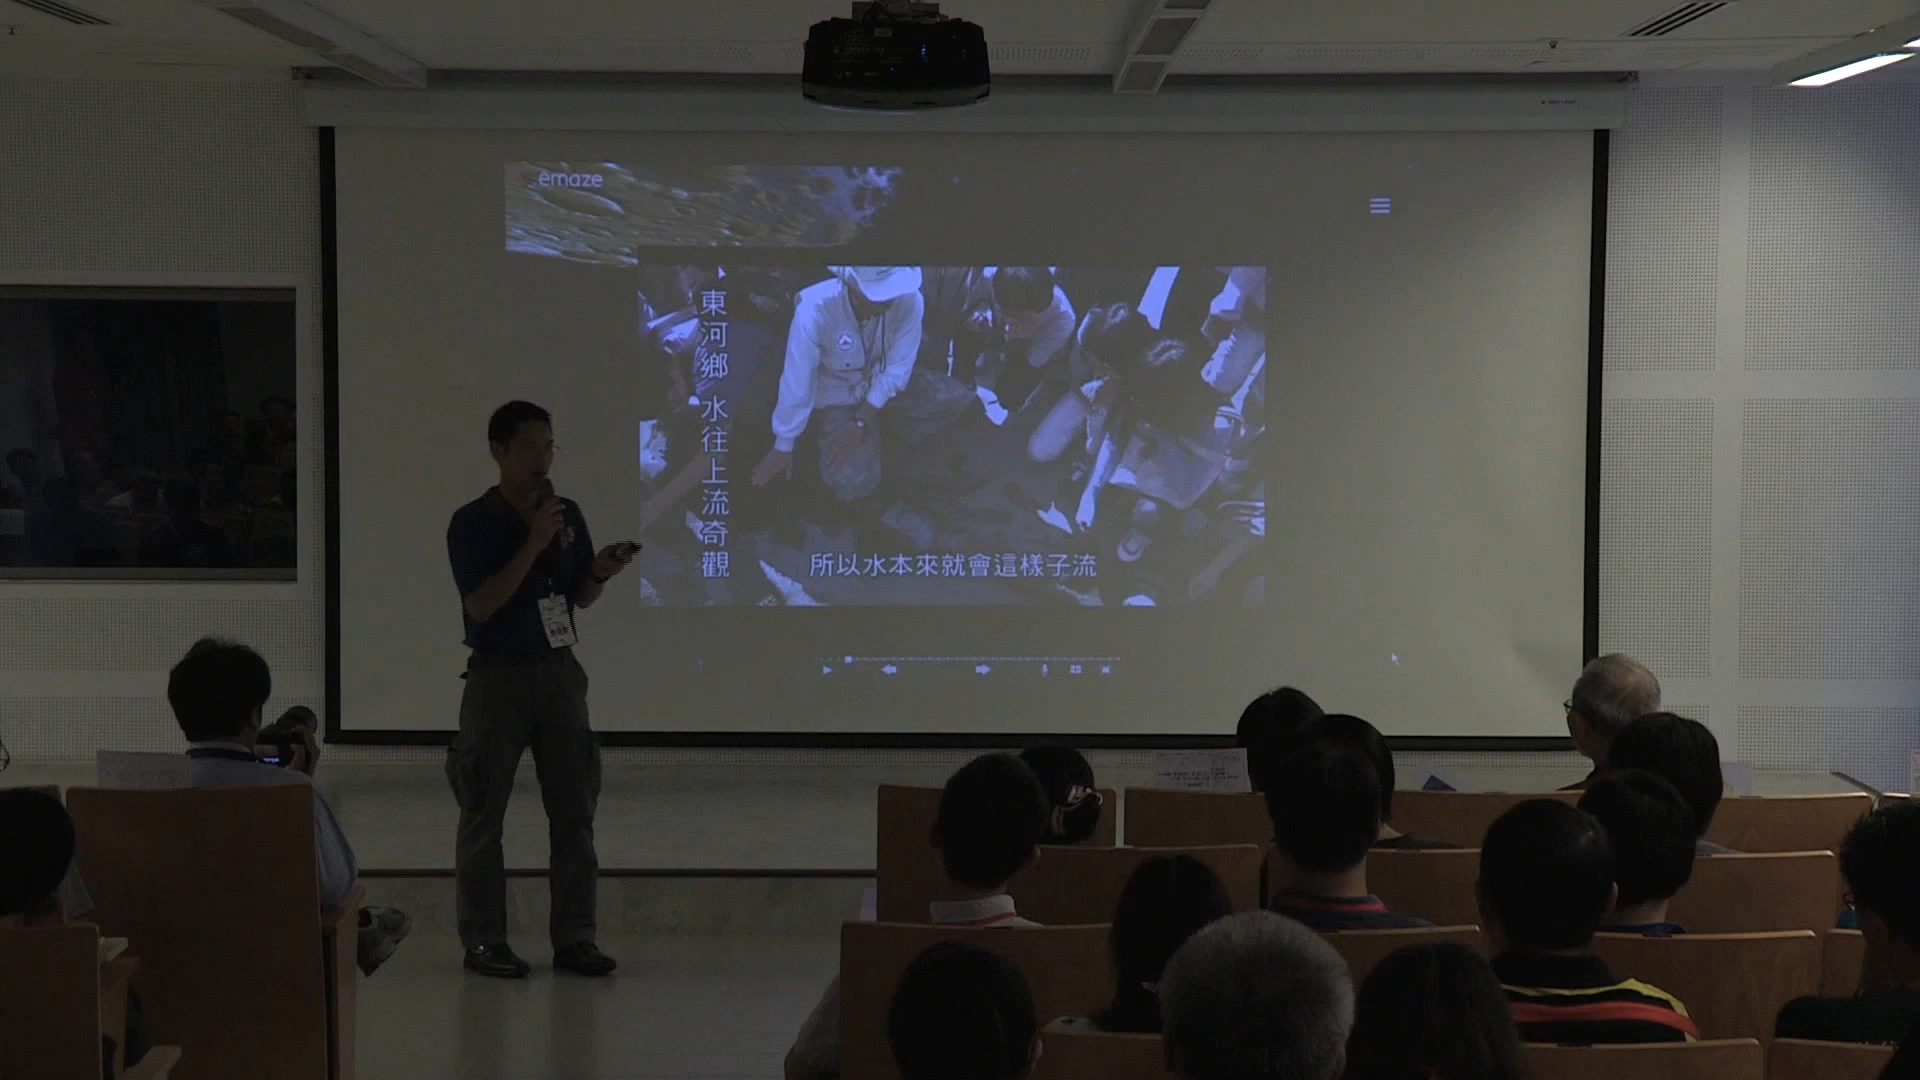 emaze
東河鄉 水往上流奇觀
所以水本來就會這樣子流